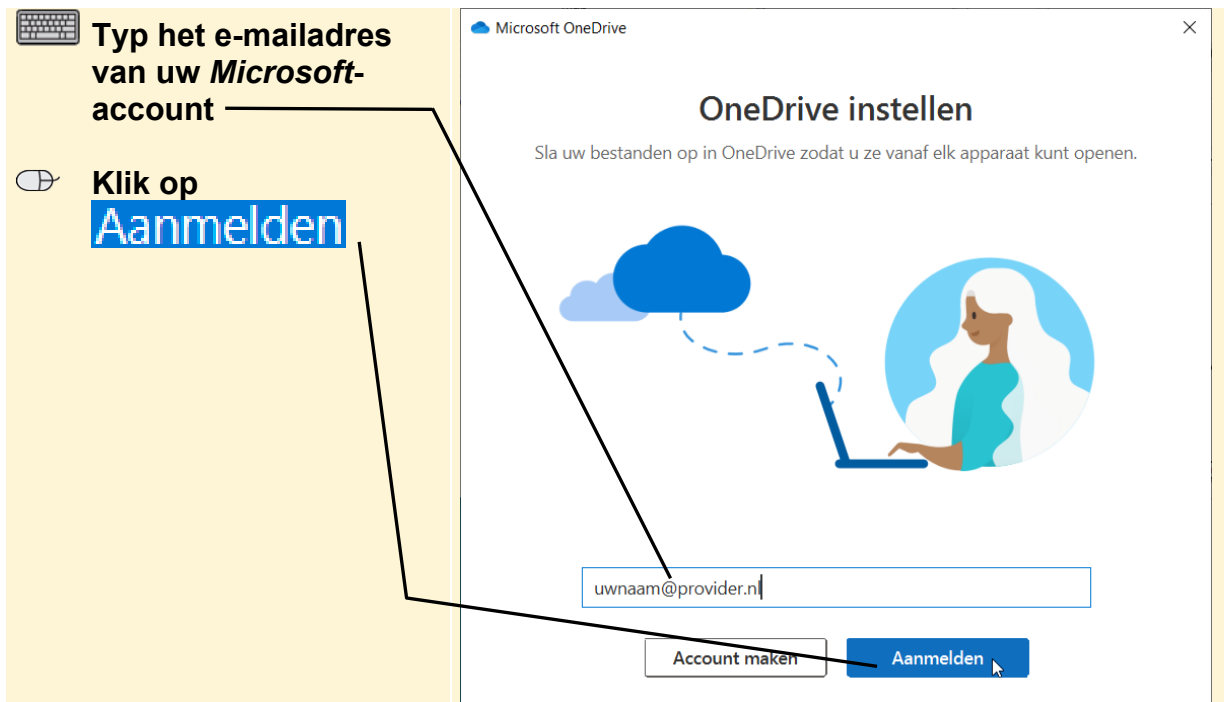 Typ het e-mailadres
van uw Microsoft-
account
Klik op
Aanmelden
Microsoft OneDrive
OneDrive instellen
Sla uw bestanden op in OneDrive zodat u ze vanaf elk apparaat kunt openen.
uwnaam@provider.nl
Account maken
Aanmelden